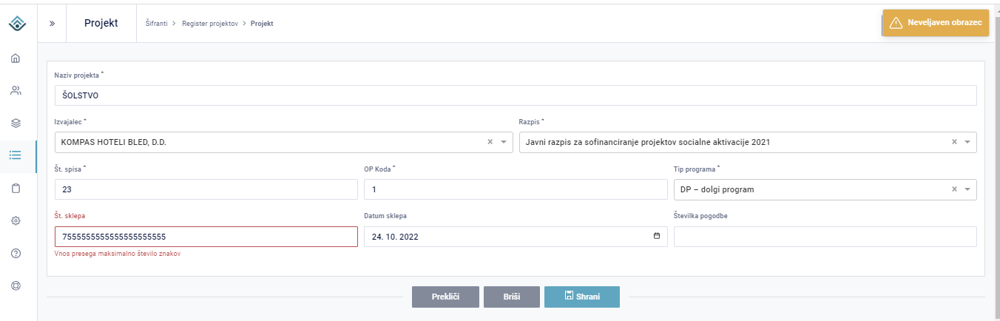 Projekt
Šifranti > Register projektov > Projekt
Neveljaven obrazec
Naziv projekta *
ŠOLSTVO
Izvajalec * Razpis *
KOMPAS HOTELI BLED, D.D. Javni razpis za sofinanciranje projektov socialne aktivacije 2021
Št. spisa * OP Koda * Tip programa *
23 1 DP – dolgi program
Št. sklepa Datum sklepa Številka pogodbe
7555555555555555555555 24. 10. 2022
Vnos presega maksimalno število znakov
Prekliči Briši Shrani